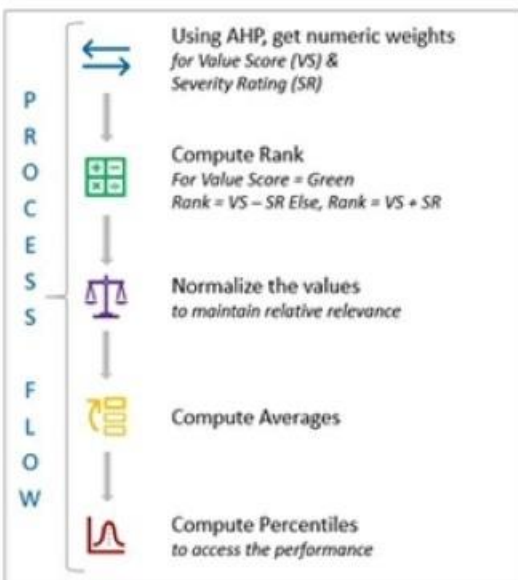 PROCESS FLOW
Using AHP, get numeric weights
for Value Score (VS) &
Severity Rating (SR)
Compute Rank
For Value Score = Green
Rank = VS – SR Else, Rank = VS + SR
Normalize the values
to maintain relative relevance
Compute Averages
Compute Percentiles
to access the performance